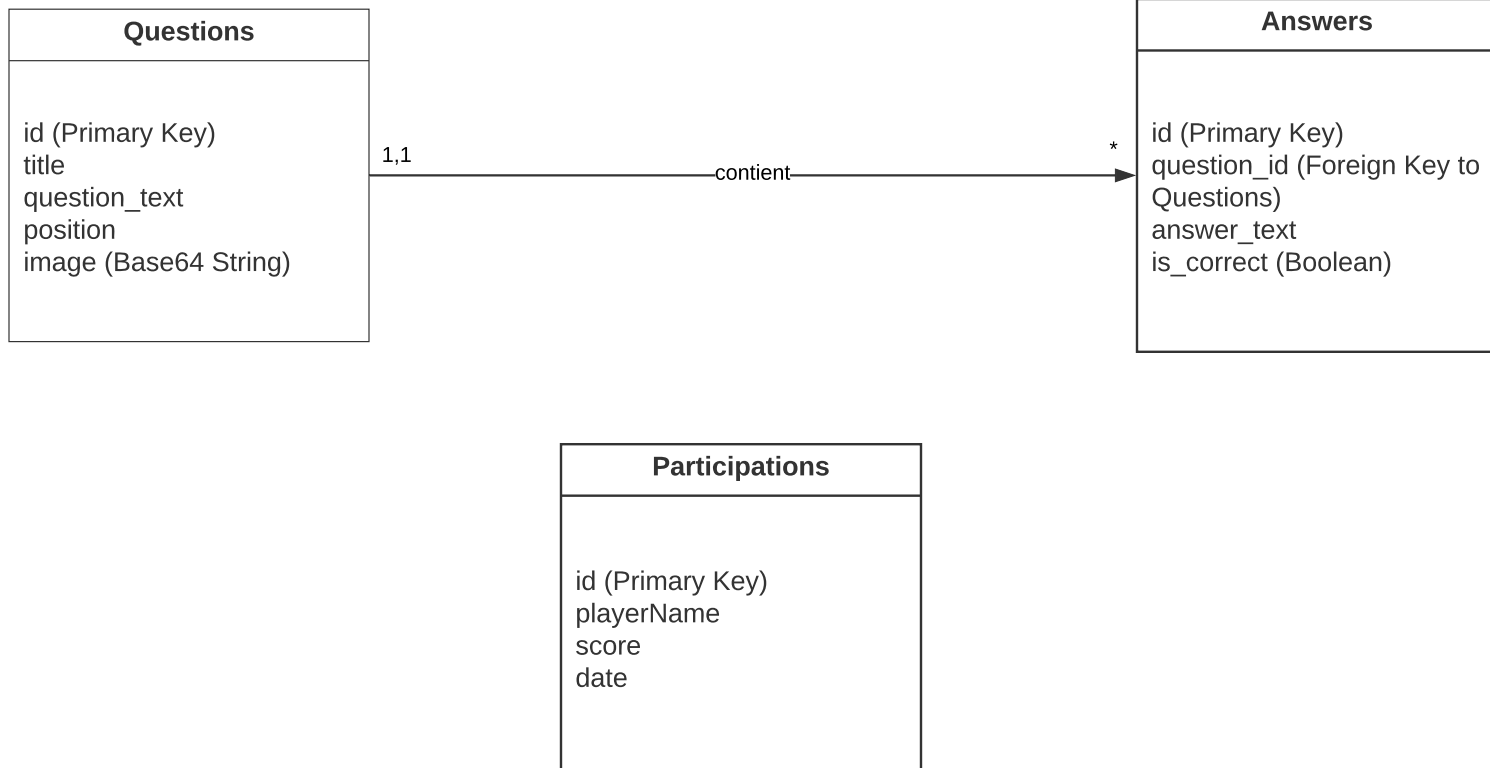 Questions
id (Primary Key)
title
question_text
position
image (Base64 String)
1,1
contient
*
Answers
id (Primary Key)
question_id (Foreign Key to
Questions)
answer_text
is_correct (Boolean)
Participations
id (Primary Key)
playerName
score
date